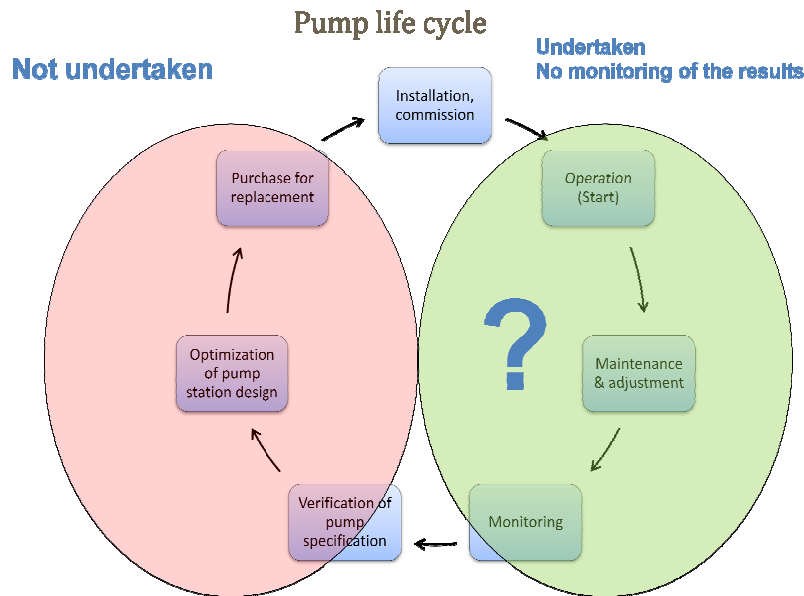 Pump life cycle
Not undertaken
Undertaken
No monitoring of the results
Installation,
commission
Purchase for
replacement
Operation
(Start)
?
Optimization
of pump
station design
Maintenance
& adjustment
Verification of
pump
specification
Monitoring